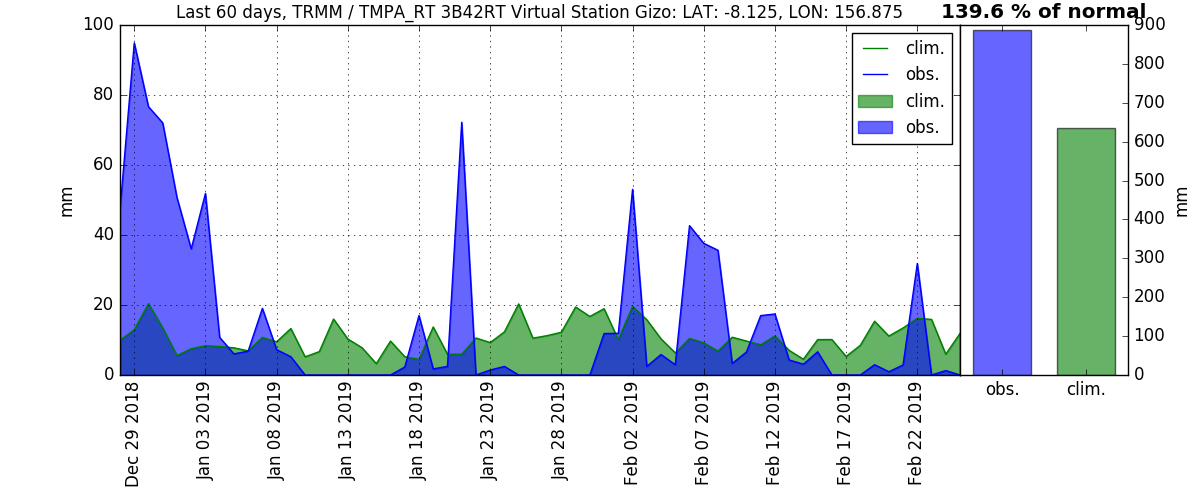 Last 60 days, TRMM / TMPA_RT 3B42RT Virtual Station Gizo: LAT: -8.125, LON: 156.875
139.6 % of normal
100
80
60
40
20
0
mm
clim.
obs.
clim.
obs.
Dec 29 2018
Jan 03 2019
Jan 08 2019
Jan 13 2019
Jan 18 2019
Jan 23 2019
Jan 28 2019
Feb 02 2019
Feb 07 2019
Feb 12 2019
Feb 17 2019
Feb 22 2019
900
800
700
600
500
400
300
200
100
0
mm
obs.
clim.